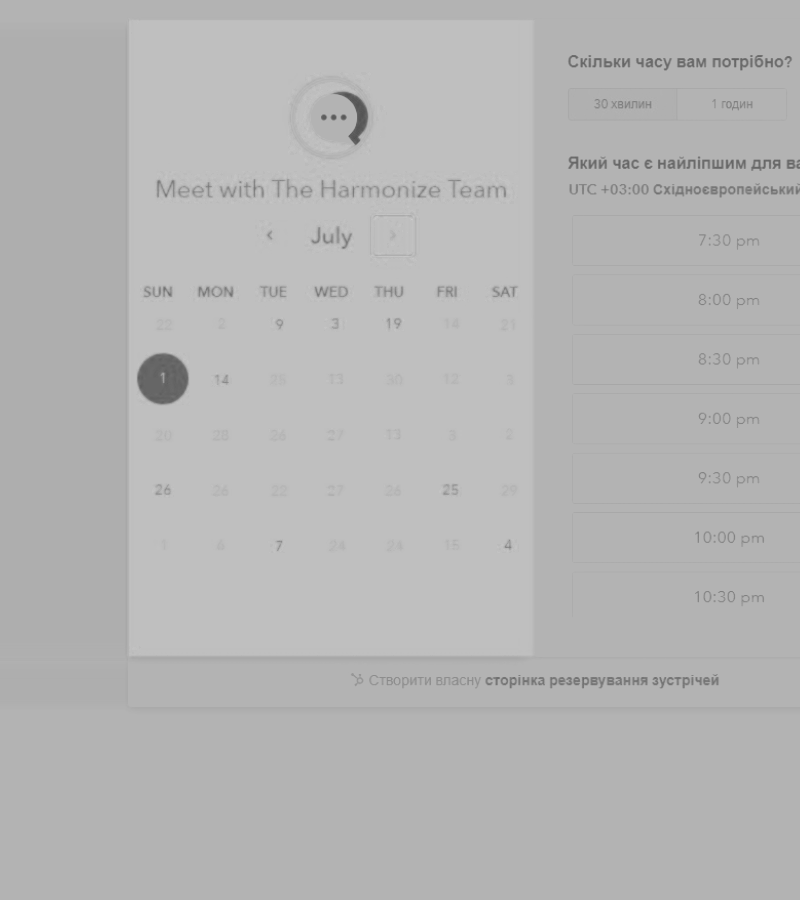 Meet with The Harmonize Team
July
SUN MON TUE WED THU FRI SAT
22 2 9 3 19 14 21
1 14 25 13 30 12 3
20 28 26 27 13 3 2
26 26 22 27 26 25 29
1 6 7 24 24 15 4
Скільки часу вам потрібно?
30 хвилин 1 годин
Який час є найліпшим для ва
UTC +03:00 Східноєвропейський
7:30 pm
8:00 pm
8:30 pm
9:00 pm
9:30 pm
10:00 pm
10:30 pm
Створити власну сторінка резервування зустрічей